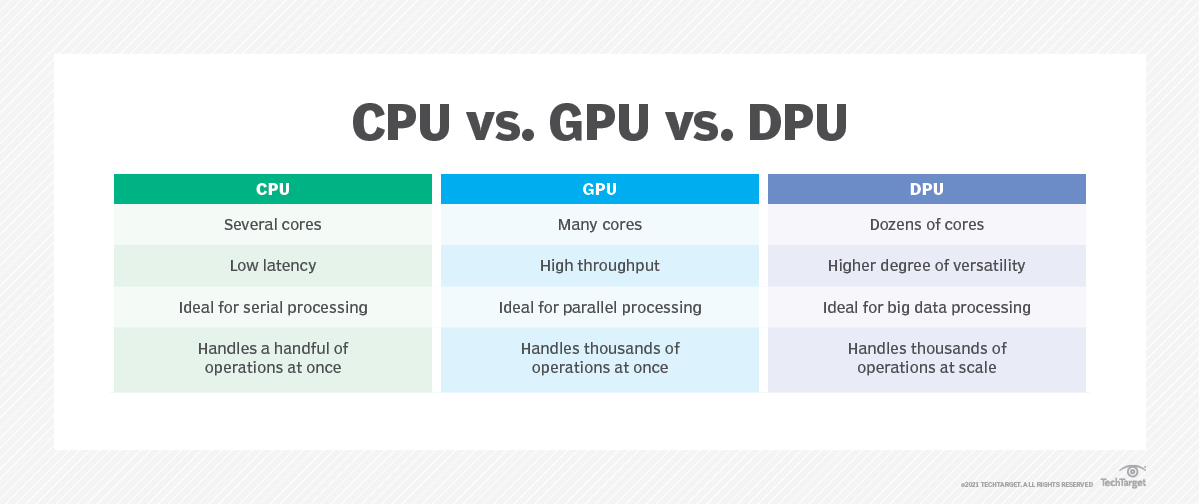 CPU vs. GPU vs. DPU
CPU
GPU
DPU
Several cores
Many cores
Dozens of cores
Low latency
High throughput
Higher degree of versatility
Ideal for serial processing
Ideal for parallel processing
Ideal for big data processing
Handles a handful of
operations at once
Handles thousands of
operations at once
Handles thousands of
operations at scale
©2021 TECHTARGET. ALL RIGHTS RESERVED
TechTarget